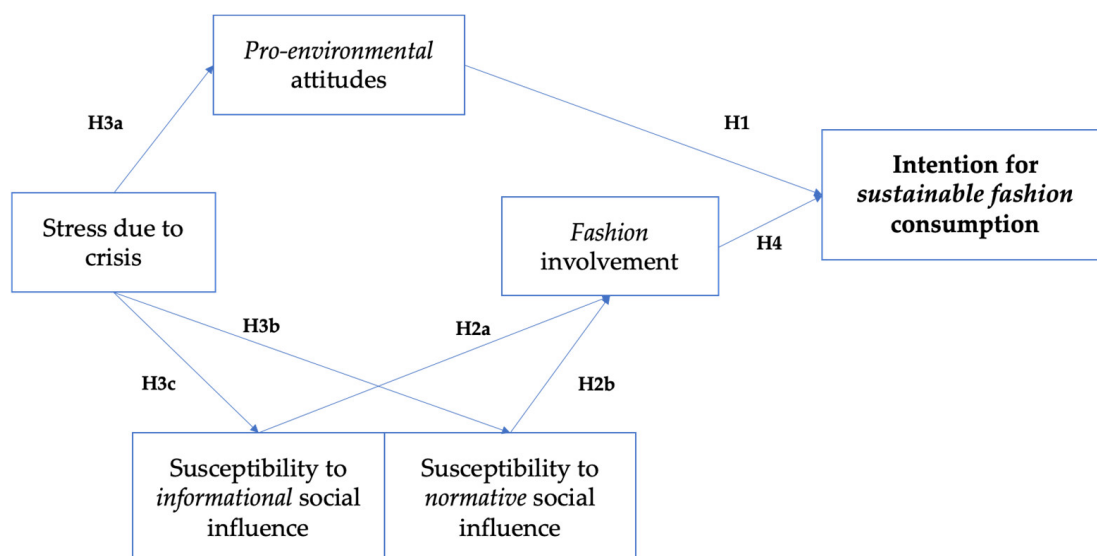 Pro-environmental
attitudes
H3a
H1
Intention for
sustainable fashion
consumption
Stress due to
crisis
Fashion
involvement
H4
H3b
H2a
H3c
H2b
Susceptibility to
informational social
influence
Susceptibility to
normative social
influence